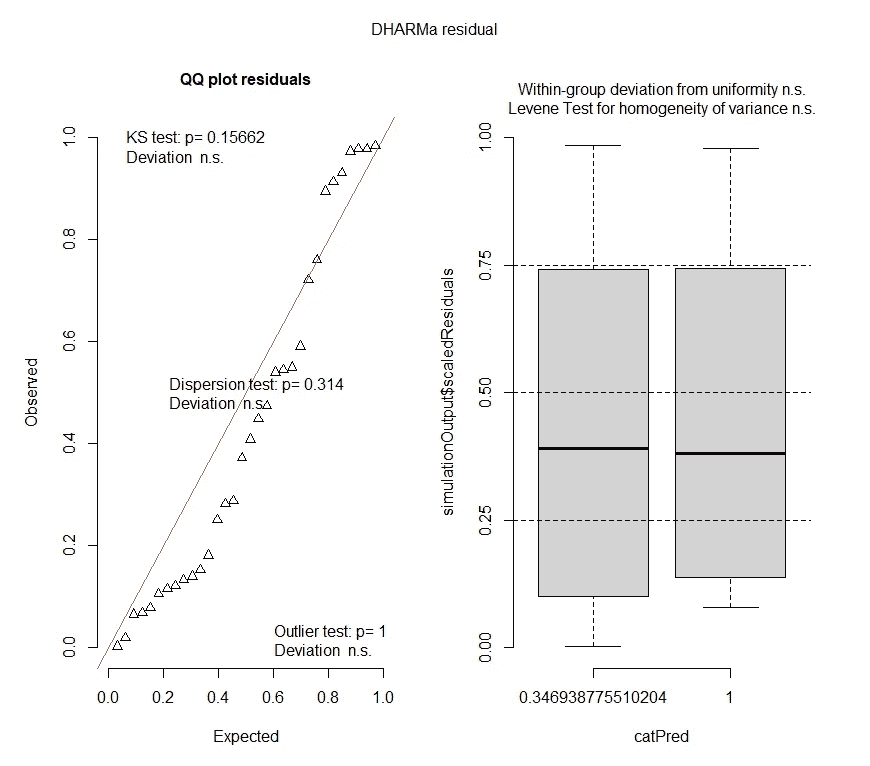 DHARMa residual
QQ plot residuals
KS test: p= 0.15662
Deviation n.s.
Dispersion test: p= 0.314
Deviation n.s.
Outlier test: p= 1
Deviation n.s.
Observed
0.0
0.2
0.4
0.6
0.8
1.0
0.0 0.2 0.4 0.6 0.8 1.0
Expected
Within-group deviation from uniformity n.s.
Levene Test for homogeneity of variance n.s.
simulationOutput$scaledResiduals
0.00
0.25
0.50
0.75
1.00
0.346938775510204 1
catPred